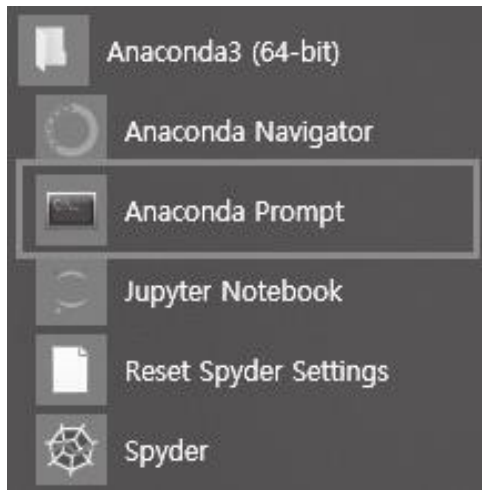 Anaconda3 (64-bit)
Anaconda Navigator
Anaconda Prompt
Jupyter Notebook
Reset Spyder Settings
Spyder